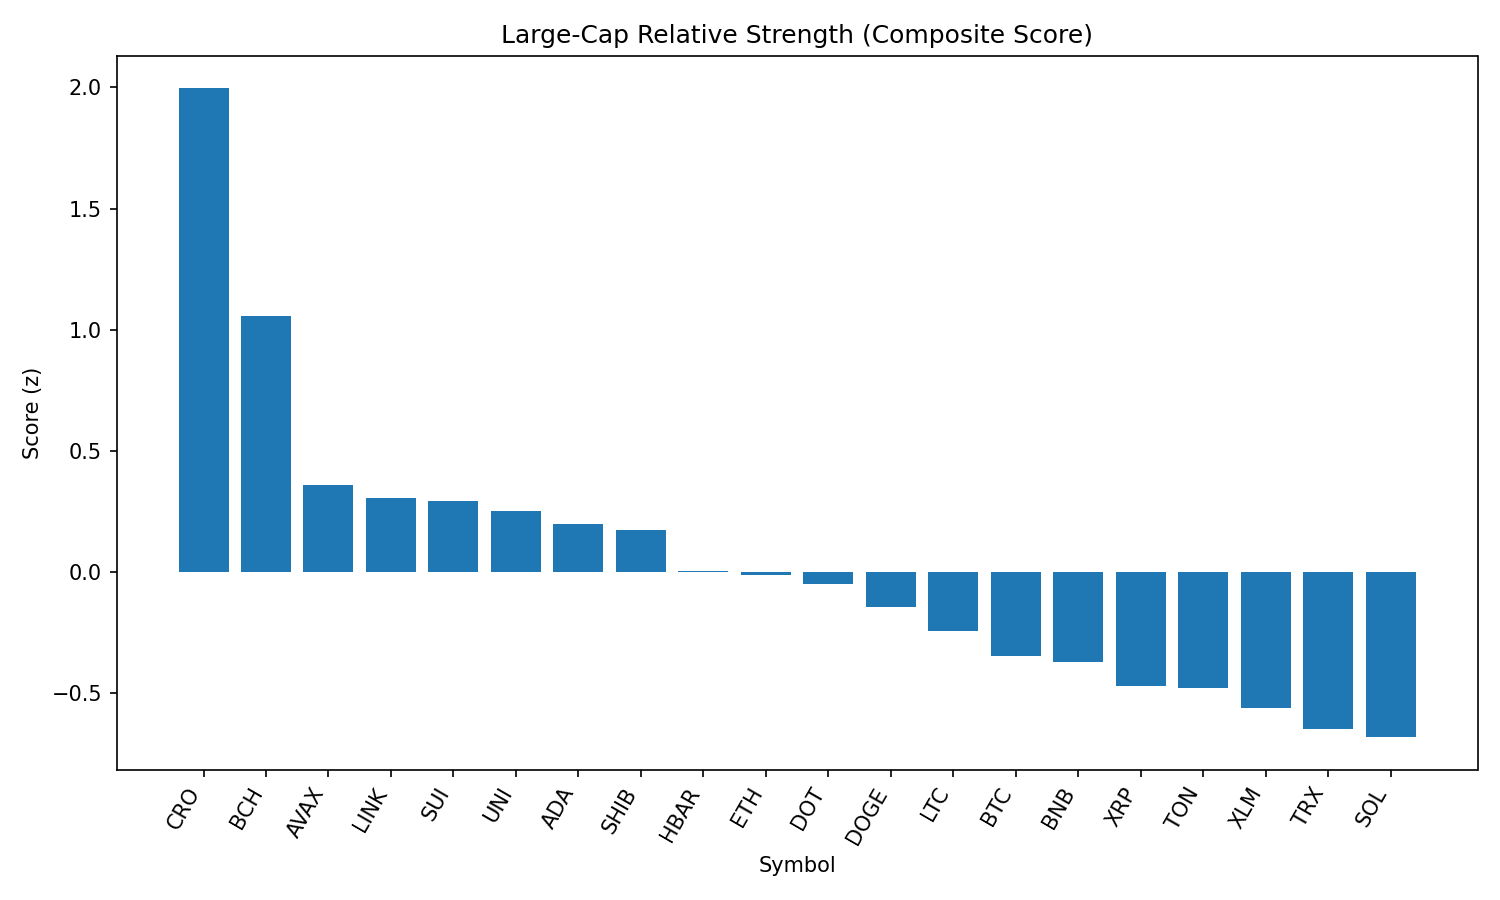 Large-Cap Relative Strength (Composite Score)
2.0
1.5
1.0
0.5
0.0
−0.5
Score (z)
CRO
BCH
AVAX
LINK
SUI
UNI
ADA
SHIB
HBAR
ETH
DOT
DOGE
LTC
BTC
BNB
XRP
TON
XLM
TRX
SOL
Symbol